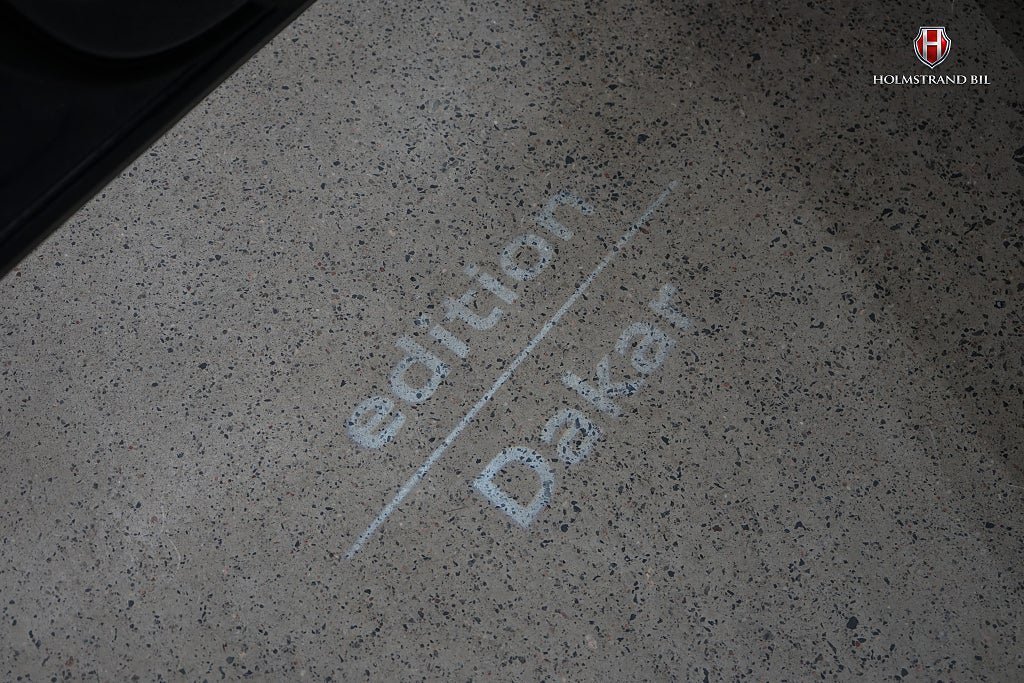 H
HOLMSTRAND BIL
edition
Dakar